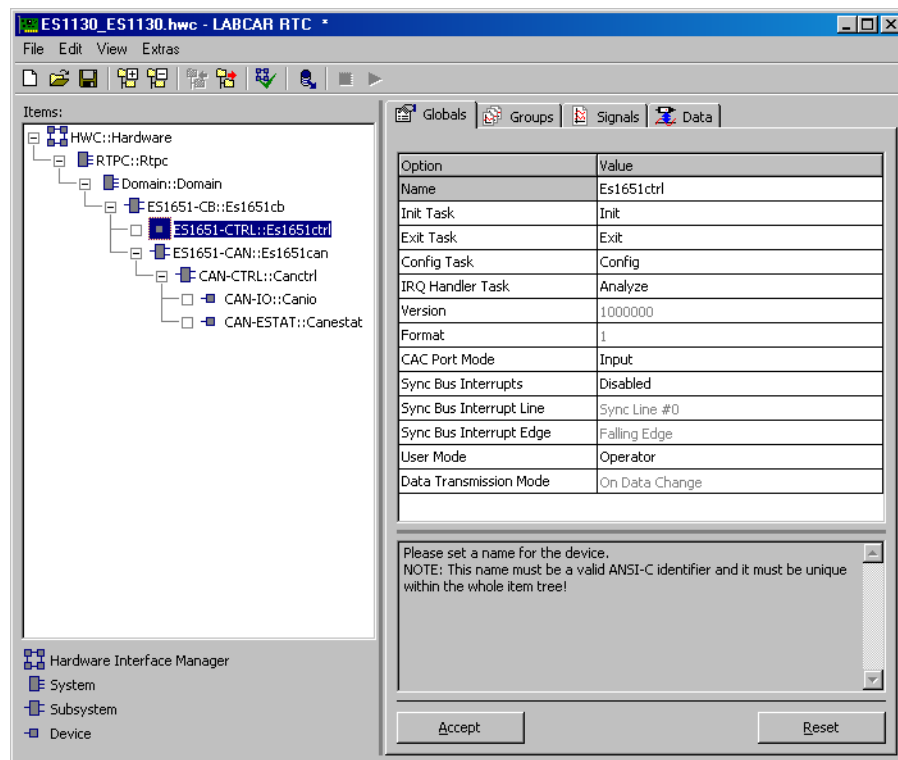 ES1130_ES1130.hwc - LABCAR RTC *
File Edit View Extras
Items:
HWC::Hardware
RTPC::Rtpc
Domain::Domain
ES1651-CB::Es1651cb
ES1651-CTRL::Es1651ctrl
ES1651-CAN::Es1651can
CAN-CTRL::Canctrl
CAN-IO::Canio
CAN-ESTAT::Canestat
Hardware Interface Manager
System
Subsystem
Device
Globals Groups Signals Data
Option Value
Name Es1651ctrl
Init Task Init
Exit Task Exit
Config Task Config
IRQ Handler Task Analyze
Version 1000000
Format 1
CAC Port Mode Input
Sync Bus Interrupts Disabled
Sync Bus Interrupt Line Sync Line #0
Sync Bus Interrupt Edge Falling Edge
User Mode Operator
Data Transmission Mode On Data Change
Please set a name for the device.
NOTE: This name must be a valid ANSI-C identifier and it must be unique
within the whole item tree!
Accept Reset